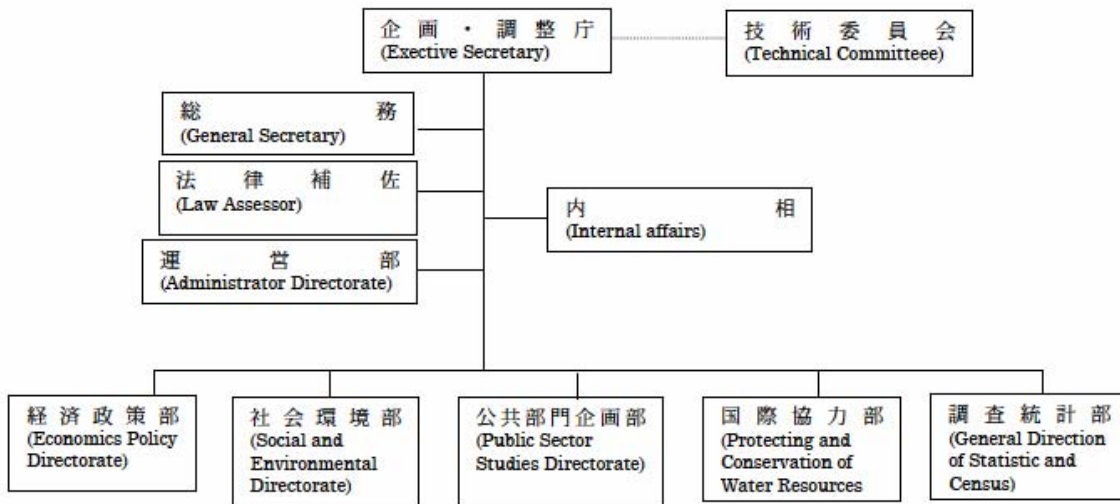 企画・調整庁
(Exective Secretary)
技術委員会
(Technical Committeee)
総務
(General Secretary)
法律補佐
(Law Assessor)
内相
(Internal affairs)
運営部
(Administrator Directorate)
経済政策部
(Economics Policy
Directorate)
社会環境部
(Social and
Environmental
Directorate)
公共部門企画部
(Public Sector
Studies Directorate)
国際協力部
(Protecting and
Conservation of
Water Resources
調査統計部
(General Direction
of Statistic and
Census)